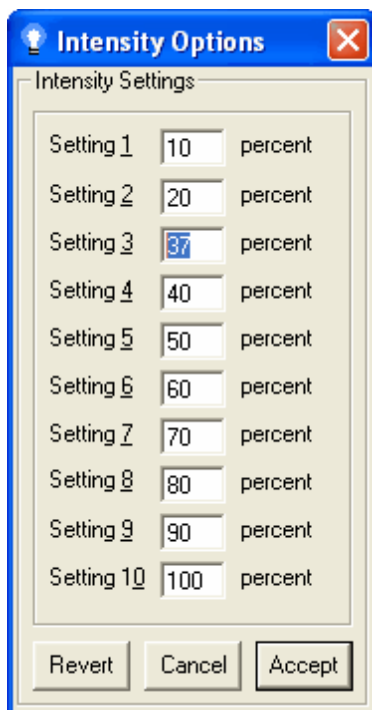 Intensity Options
Intensity Settings
Setting 1 10 percent
Setting 2 20 percent
Setting 3 37 percent
Setting 4 40 percent
Setting 5 50 percent
Setting 6 60 percent
Setting 7 70 percent
Setting 8 80 percent
Setting 9 90 percent
Setting 10 100 percent
Revert Cancel Accept